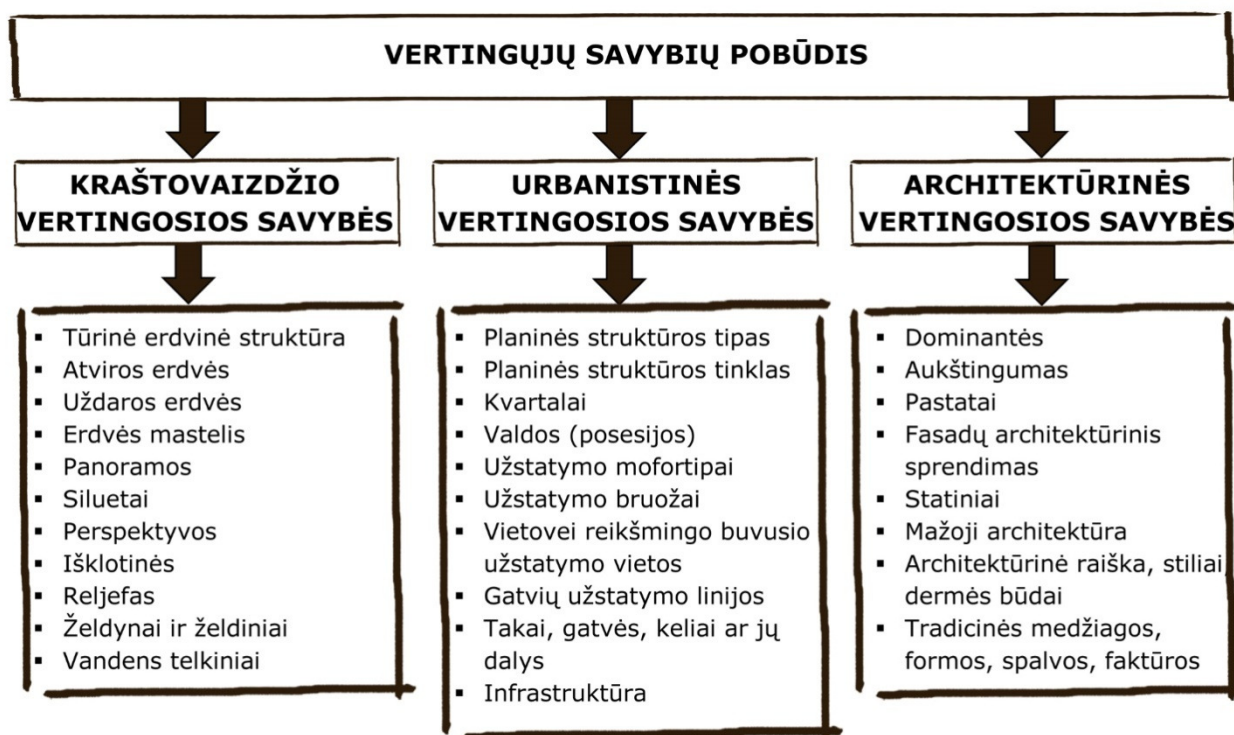 VERTINGŲJŲ SAVYBIŲ POBŪDIS
KRAŠTOVAIZDŽIO
VERTINGOSIOS SAVYBĖS
▪ Tūrinė erdvinė struktūra
▪ Atviros erdvės
▪ Uždaros erdvės
▪ Erdvės mastelis
▪ Panoramos
▪ Siluetai
▪ Perspektyvos
▪ Išklotinės
▪ Reljefas
▪ Želdynai ir želdiniai
▪ Vandens telkiniai
URBANISTINĖS
VERTINGOSIOS SAVYBĖS
▪ Planinės struktūros tipas
▪ Planinės struktūros tinklas
▪ Kvartalai
▪ Valdos (posesijos)
▪ Užstatymo mofortipai
▪ Užstatymo bruožai
▪ Vietovei reikšmingo buvusio
užstatymo vietos
▪ Gatvių užstatymo linijos
▪ Takai, gatvės, keliai ar jų
dalys
▪ Infrastruktūra
ARCHITEKTŪRINĖS
VERTINGOSIOS SAVYBĖS
▪ Dominantės
▪ Aukštingumas
▪ Pastatai
▪ Fasadų architektūrinis
sprendimas
▪ Statiniai
▪ Mažoji architektūra
▪ Architektūrinė raiška, stiliai
dermės būdai
▪ Tradicinės medžiagos,
formos, spalvos, faktūros